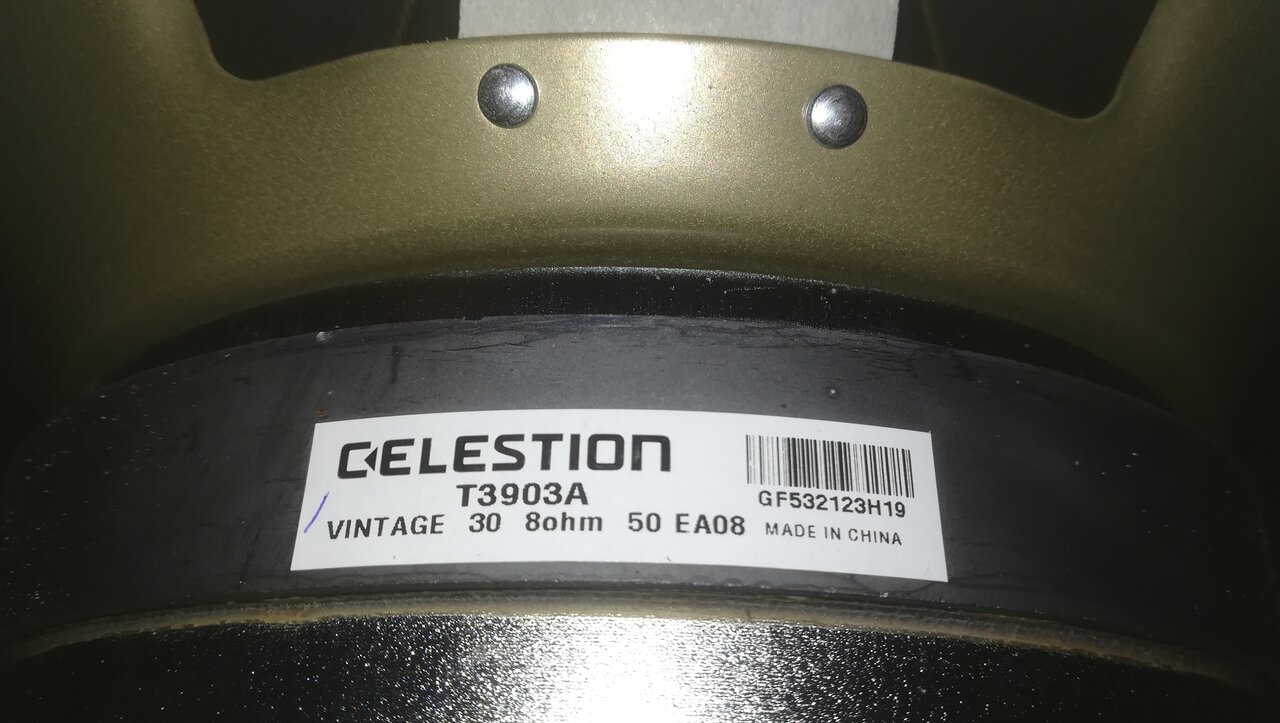 CELESTION
T3903A
VINTAGE 30 8ohm 50 EA08
GF532123H19
MADE IN CHINA